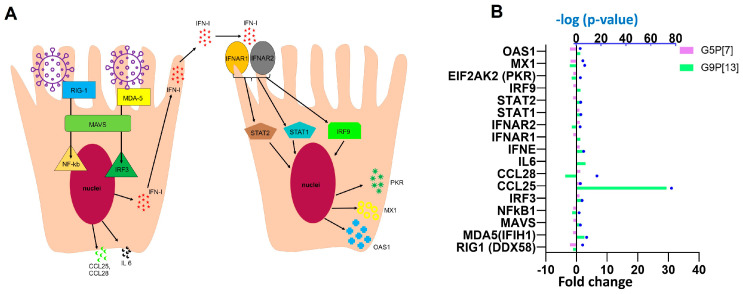 A
IFN-I
IFN-I
IFN-I
IFNAR1
IFNAR2
RIG-1
MDA-5
MAVS
STAT2
STAT1
IRF9
NF-kb
IRF3
nuclei
IFN-I
nuclei
PKR
MX1
OAS1
CCL25,
CCL28
IL 6
B
-log (p-value)
0 20 40 60 80
G5P[7]
G9P[13]
OAS1
MX1
EIF2AK2 (PKR)
IRF9
STAT2
STAT1
IFNAR2
IFNAR1
IFNE
IL6
CCL28
CCL25
IRF3
NFkB1
MAVS
MDA5(IFIH1)
RIG1 (DDX58)
-10 0 10 20 30 40
Fold change